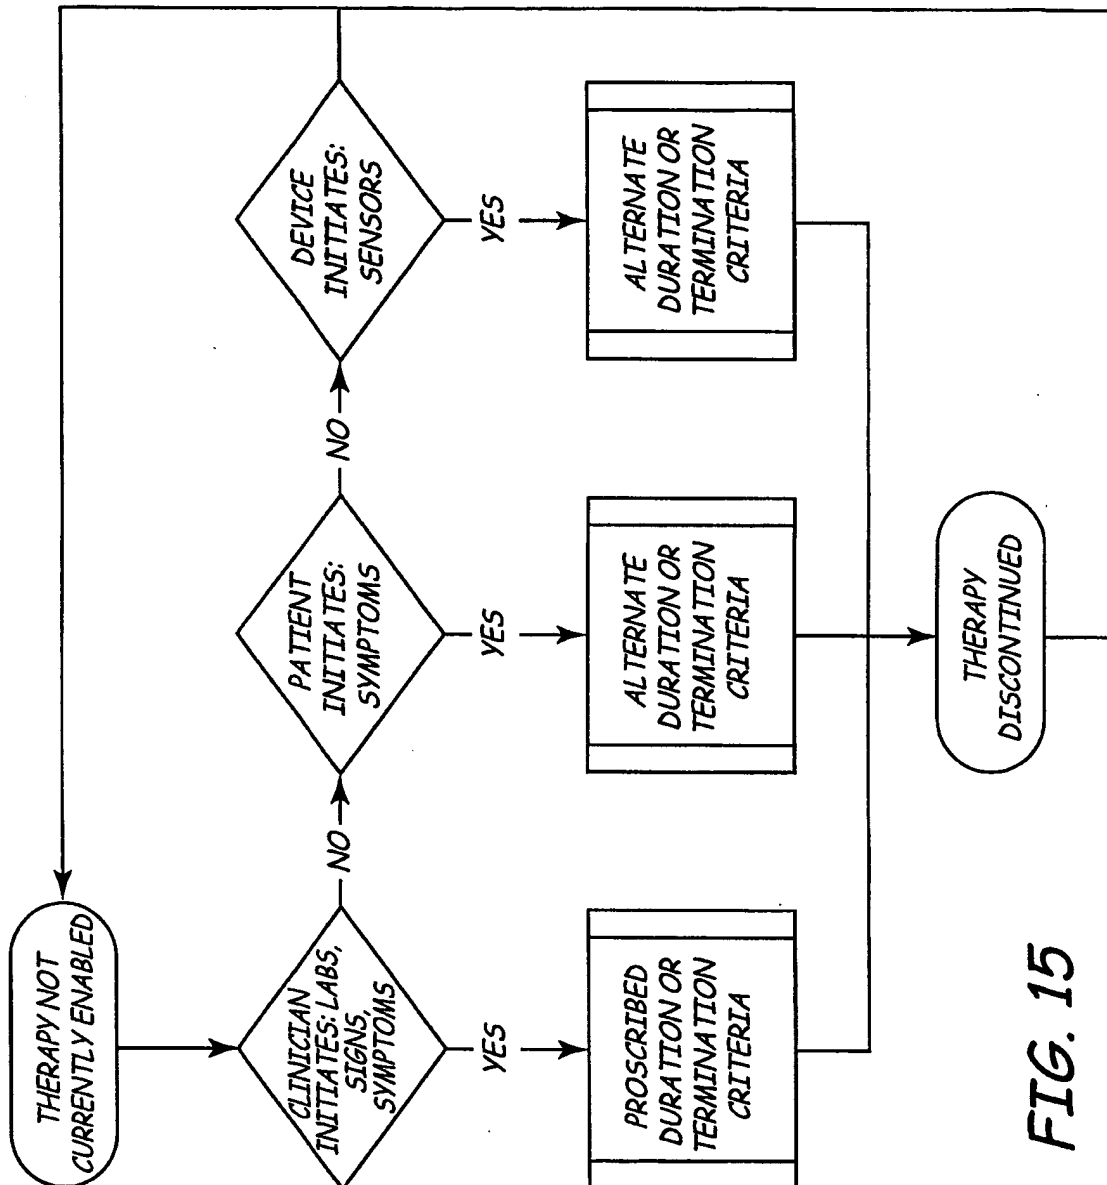 THERAPY NOT
CURRENTLY ENABLED
CLINICIAN
INITIATES: LABS,
SIGNS,
SYMPTOMS
NO
PATIENT
INITIATES:
SYMPTOMS
NO
DEVICE
INITIATES:
SENSORS
YES
YES
YES
PROSCRIBED
DURATION OR
TERMINATION
CRITERIA
ALTERNATE
DURATION OR
TERMINATION
CRITERIA
ALTERNATE
DURATION OR
TERMINATION
CRITERIA
THERAPY
DISCONTINUED
FIG. 15